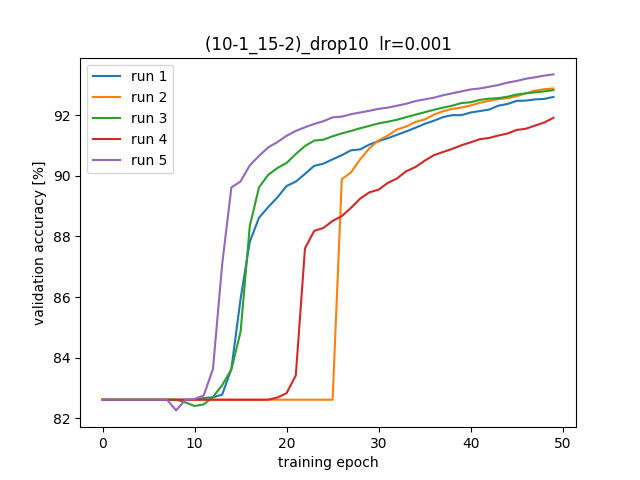 (10-1_15-2)_drop10  lr=0.001
run 1
run 2
run 3
run 4
run 5
validation accuracy [%]
92
90
88
86
84
82
0 10 20 30 40 50
training epoch